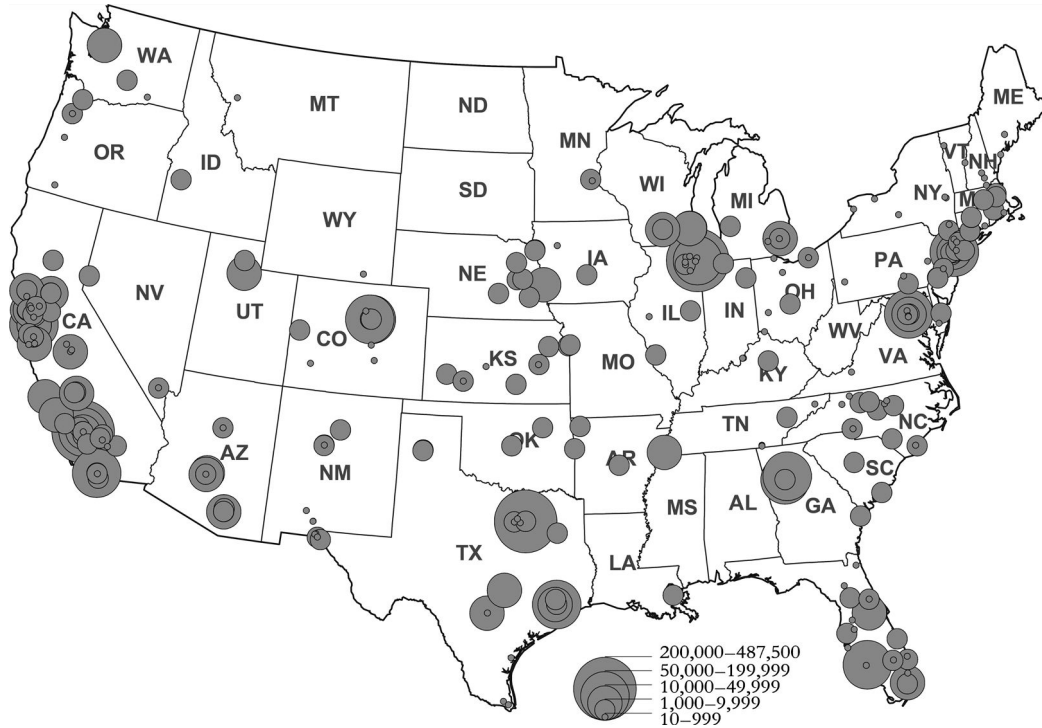 WA
MT
ND
ME
MN
VT
NH
OR
ID
WI
MI
NY
M
SD
WY
IA
PA
NE
NV
OH
UT
IL
IN
CA
CO
WV
KS
MO
VA
KY
TN
NC
OK
AZ
AR
NM
SC
MS
AL
GA
TX
LA
200,000–487,500
50,000–199,999
10,000–49,999
1,000–9,999
10–999